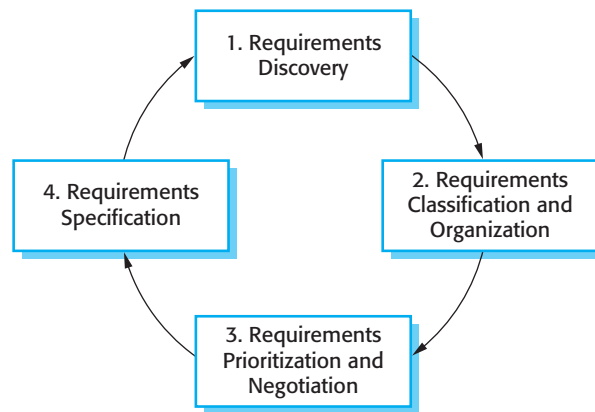 1. Requirements
Discovery
2. Requirements
Classification and
Organization
3. Requirements
Prioritization and
Negotiation
4. Requirements
Specification